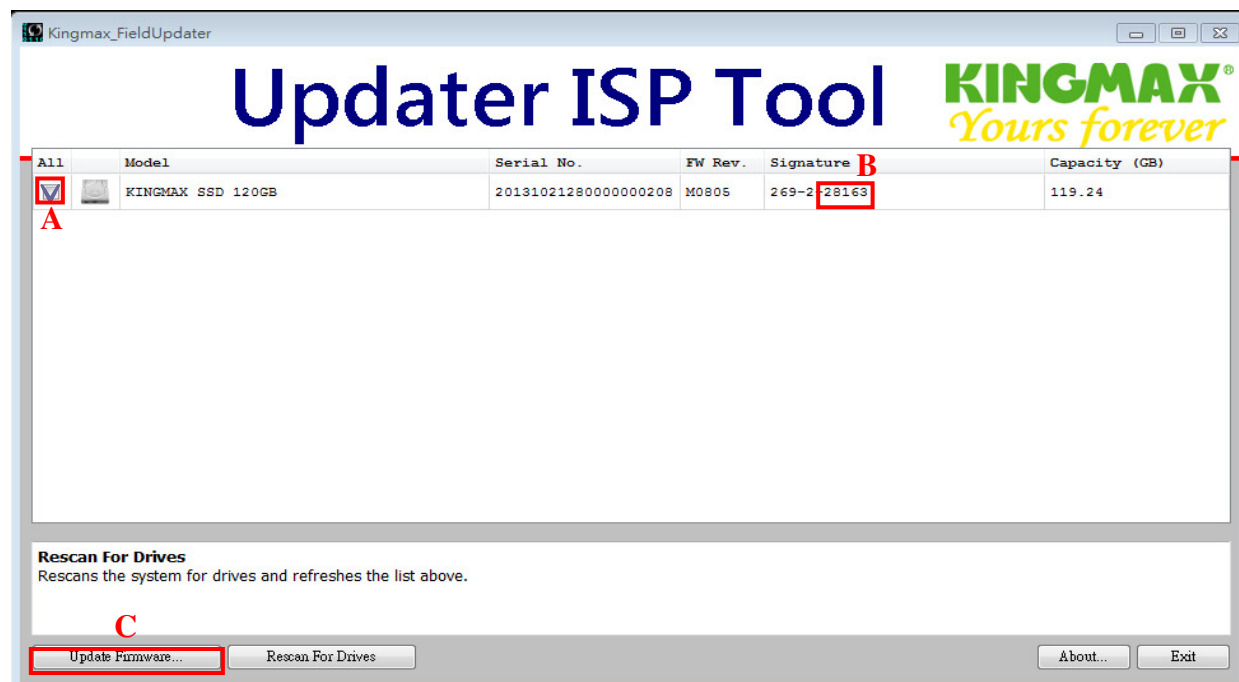 Kingmax_FieldUpdater
Updater ISP Tool
KINGMAX®
Yours forever
All Model Serial No. FW Rev. Signature B Capacity (GB)
KINGMAX SSD 120GB 20131021280000000208 M0805 269-2-28163 119.24
A
Rescan For Drives
Rescans the system for drives and refreshes the list above.
C
Update Firmware... Rescan For Drives About... Exit